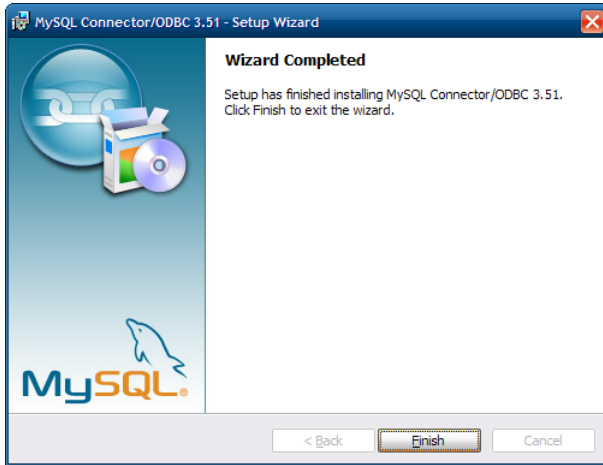 MySQL Connector/ODBC 3.51 - Setup Wizard
Wizard Completed
Setup has finished installing MySQL Connector/ODBC 3.51.
Click Finish to exit the wizard.
MySQL®
< Back
Finish
Cancel